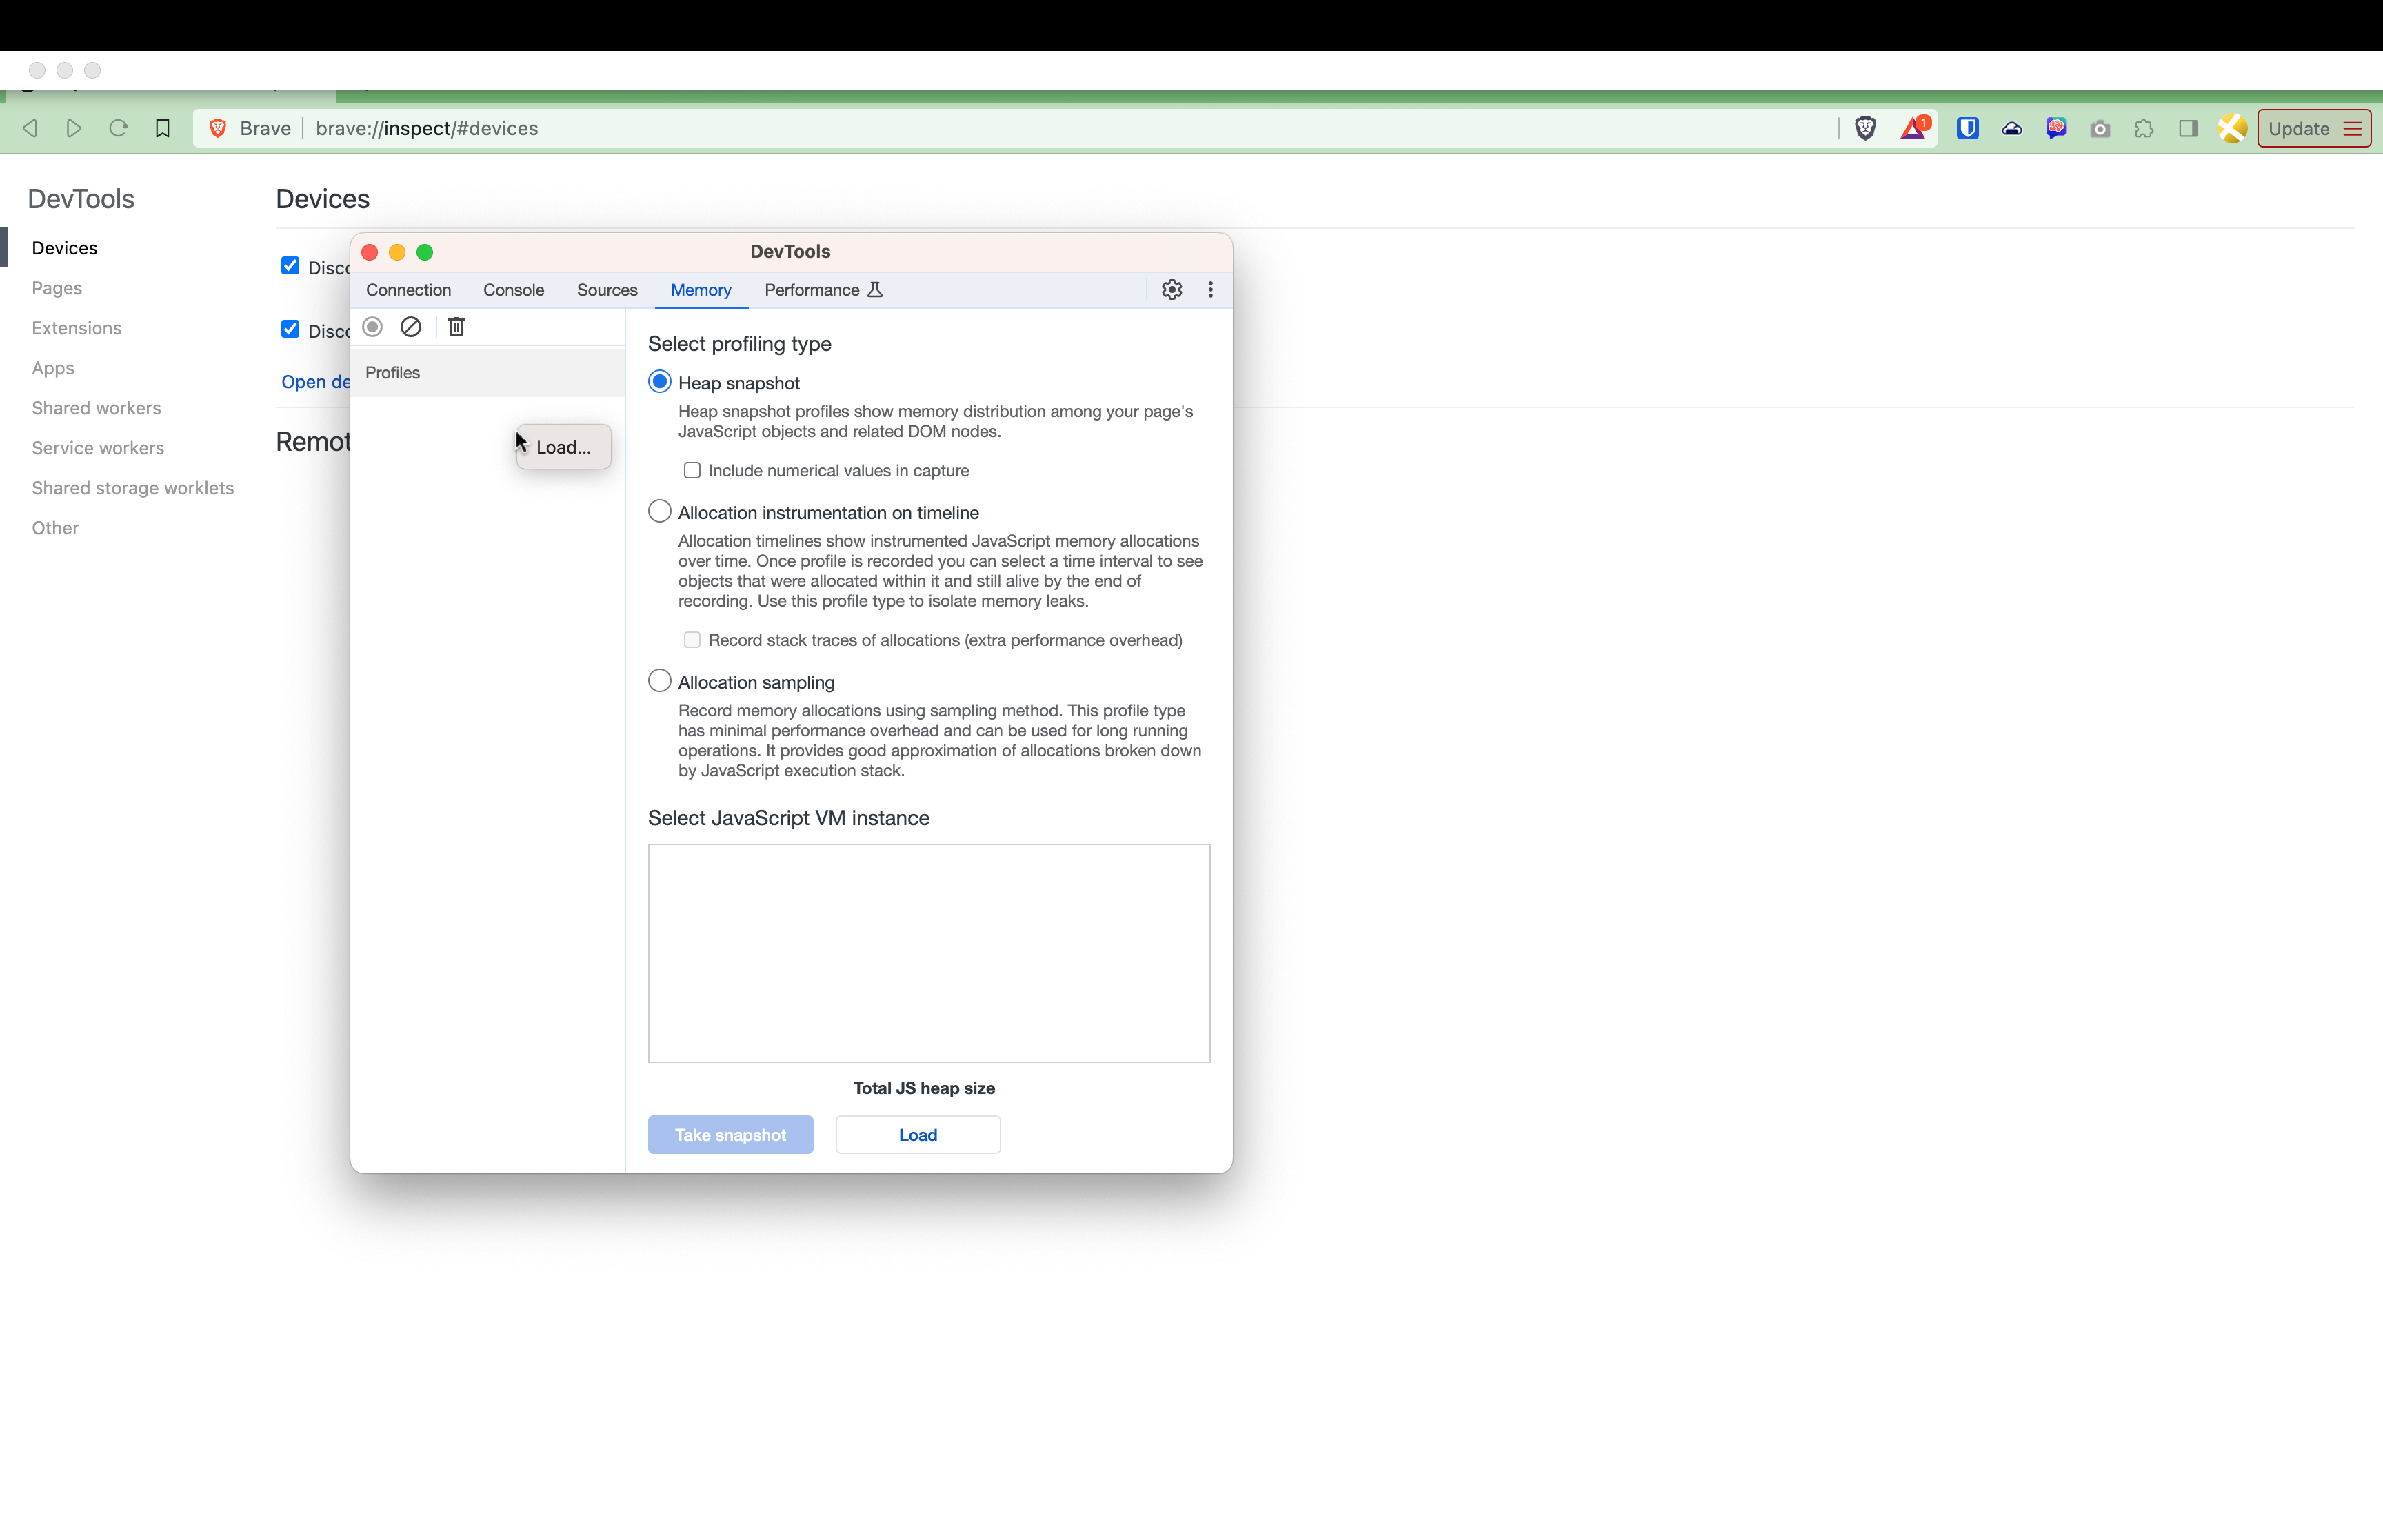 Brave
brave://inspect/#devices
1
Update
DevTools
Devices
Pages
Extensions
Apps
Shared workers
Service workers
Shared storage worklets
Other
Devices
Open de
Remot
DevTools
Connection
Console
Sources
Memory
Performance
Profiles
Load...
Select profiling type
Heap snapshot
Heap snapshot profiles show memory distribution among your page's
JavaScript objects and related DOM nodes.
Include numerical values in capture
Allocation instrumentation on timeline
Allocation timelines show instrumented JavaScript memory allocations
over time. Once profile is recorded you can select a time interval to see
objects that were allocated within it and still alive by the end of
recording. Use this profile type to isolate memory leaks.
Record stack traces of allocations (extra performance overhead)
Allocation sampling
Record memory allocations using sampling method. This profile type
has minimal performance overhead and can be used for long running
operations. It provides good approximation of allocations broken down
by JavaScript execution stack.
Select JavaScript VM instance
Total JS heap size
Take snapshot
Load